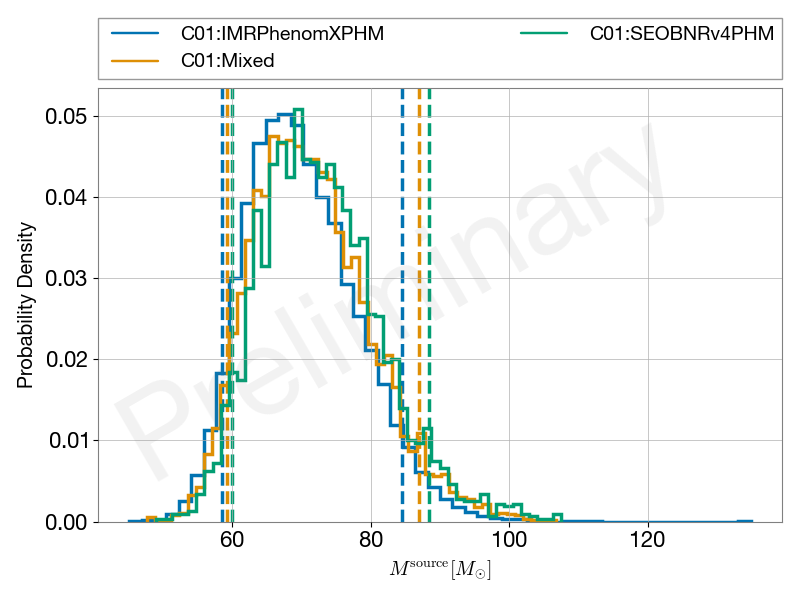 C01:IMRPhenomXPHM
C01:Mixed
C01:SEOBNRv4PHM
0.05
0.04
0.03
0.02
0.01
0.00
Probability Density
Preliminary
60
80
100
120
M^source [M_⊙]